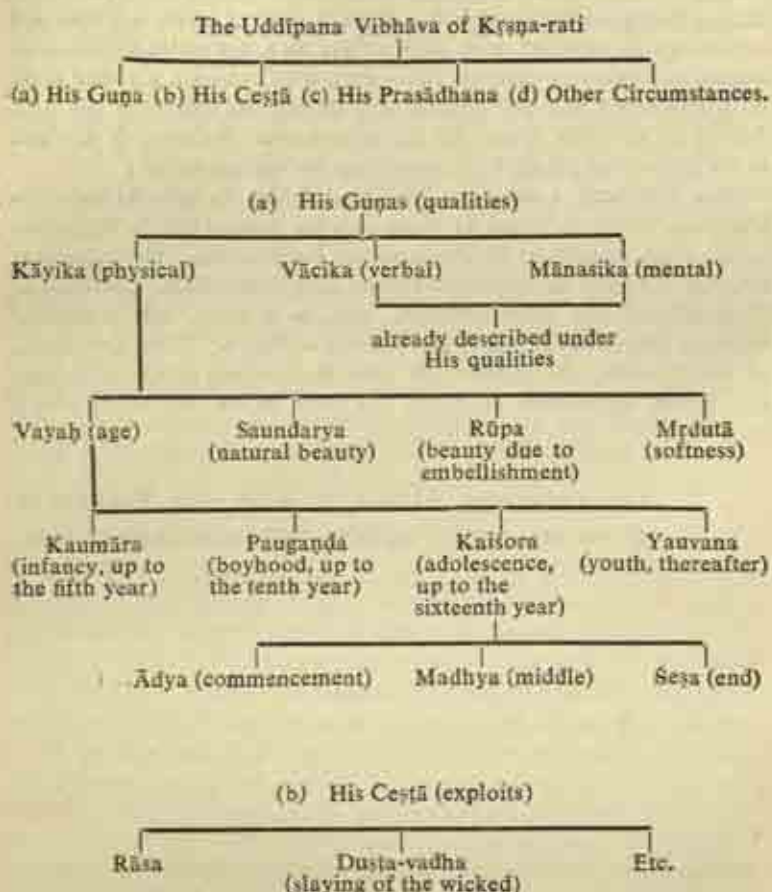 The Uddīpana Vibhāva of Kṛṣṇa-rati
(a) His Guṇa (b) His Ceṣṭā (c) His Prasādhana (d) Other Circumstances.
(a) His Guṇas (qualities)
Kāyika (physical) Vācika (verbal) Mānasika (mental)
already described under
His qualities
Vayaḥ (age) Saundarya Rūpa Mṛdutā
(natural beauty) (beauty due to (softness)
embellishment)
Kaumāra Paugaṇḍa Kaiśora Yauvana
(infancy, up to (boyhood, up to (adolescence, (youth, thereafter)
the fifth year) the tenth year) up to the
sixteenth year)
Ādya (commencement) Madhya (middle) Śeṣa (end)
(b) His Ceṣṭā (exploits)
Rāsa Duṣṭa-vadha Etc.
(slaying of the wicked)